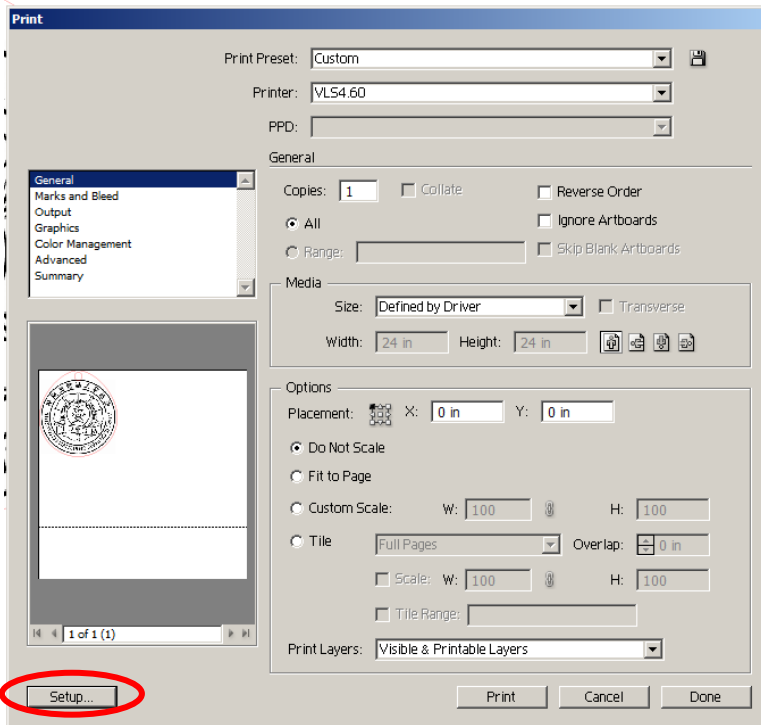 Print
Print Preset: Custom
Printer: VLS4.60
PPD:
General
Marks and Bleed
Output
Graphics
Color Management
Advanced
Summary
General
Copies: 1 Collate Reverse Order
All Ignore Artboards
Range: Skip Blank Artboards
Media
Size: Defined by Driver Transverse
Width: 24 in Height: 24 in
Options
Placement: X: 0 in Y: 0 in
Do Not Scale
Fit to Page
Custom Scale: W: 100 H: 100
Tile Full Pages Overlap: 0 in
Scale: W: 100 H: 100
Tile Range:
1 of 1 (1)
Print Layers: Visible & Printable Layers
Setup... Print Cancel Done